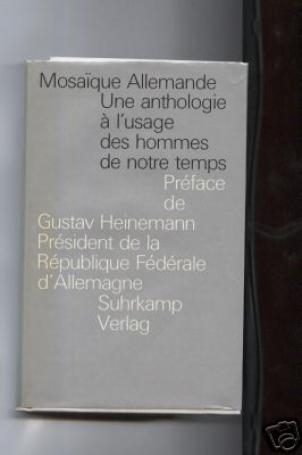 Mosaïque Allemande
Une anthologie
à l'usage
des hommes
de notre temps
Préface
de
Gustav Heinemann
Président de la
République Fédérale
d'Allemagne
Suhrkamp
Verlag